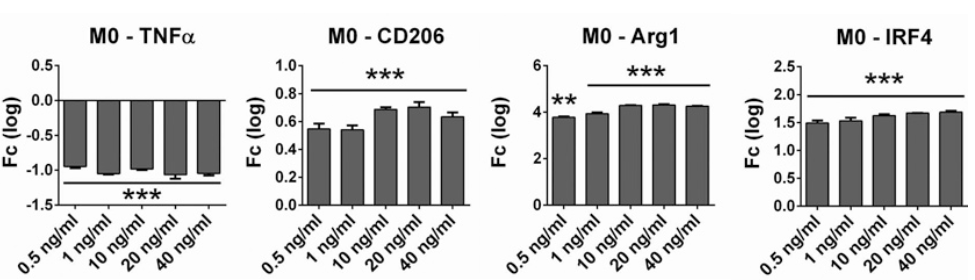 M0 - TNFα
Fc (log)
0.5
0.0
-0.5
-1.0
-1.5
***
0.5 ng/ml
1 ng/ml
10 ng/ml
20 ng/ml
40 ng/ml
M0 - CD206
Fc (log)
1.0
0.8
0.6
0.4
0.2
0.0
***
0.5 ng/ml
1 ng/ml
10 ng/ml
20 ng/ml
40 ng/ml
M0 - Arg1
Fc (log)
6
4
2
0
**
***
0.5 ng/ml
1 ng/ml
10 ng/ml
20 ng/ml
40 ng/ml
M0 - IRF4
Fc (log)
2.5
2.0
1.5
1.0
0.5
0.0
***
0.5 ng/ml
1 ng/ml
10 ng/ml
20 ng/ml
40 ng/ml